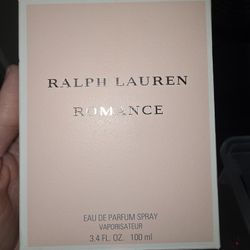 RALPH LAUREN
ROMANCE
EAU DE PARFUM SPRAY
VAPORISATEUR
3.4 FL. OZ. 100 ml